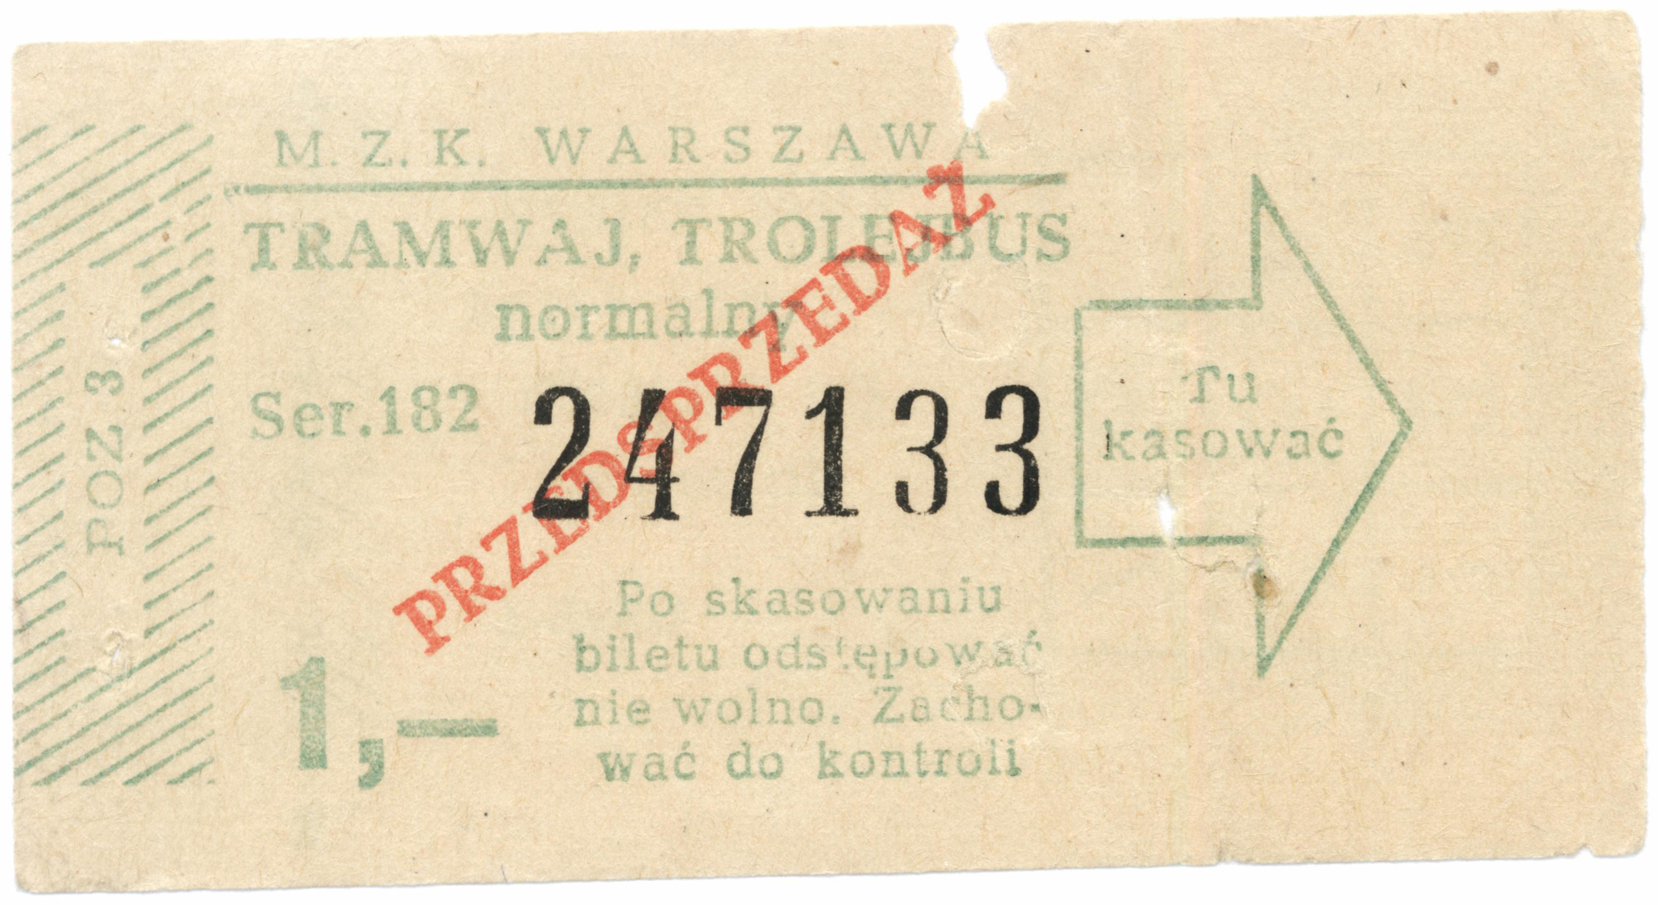 M. Z. K. WARSZAWA
TRAMWAJ, TROLEJBUS
normalny
Ser.182 247133
PRZEDSPRZEDAŻ
POZ 3
Tu
kasować
1,—
Po skasowaniu
biletu odstępować
nie wolno. Zacho-
wać do kontroli